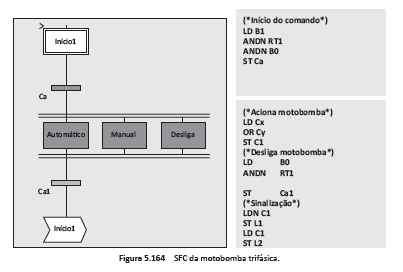 Início1
Ca
Automático
Manual
Desliga
Ca1
Início1
(*Início do comando*)
LD B1
ANDN RT1
ANDN B0
ST Ca
(*Aciona motobomba*)
LD Cx
OR Cy
ST C1
(*Desliga motobomba*)
LD B0
ANDN RT1
ST Ca1
(*Sinalização*)
LDN C1
ST L1
LD C1
ST L2
Figura 5.164 SFC da motobomba trifásica.